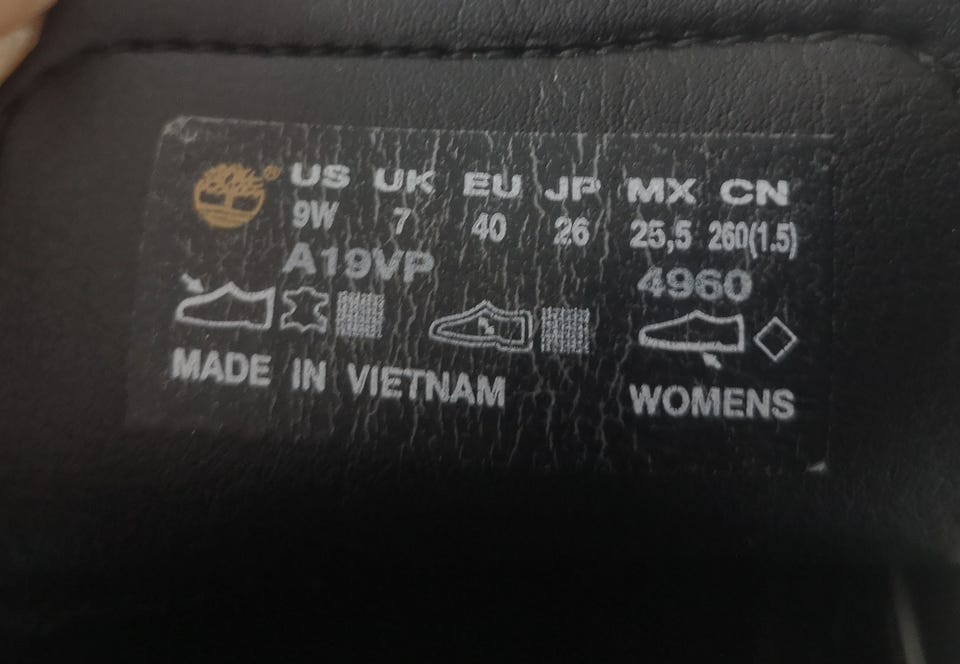 US UK EU JP MX CN
9W 7 40 26 25,5 260(1.5)
A19VP 4960
MADE IN VIETNAM WOMENS